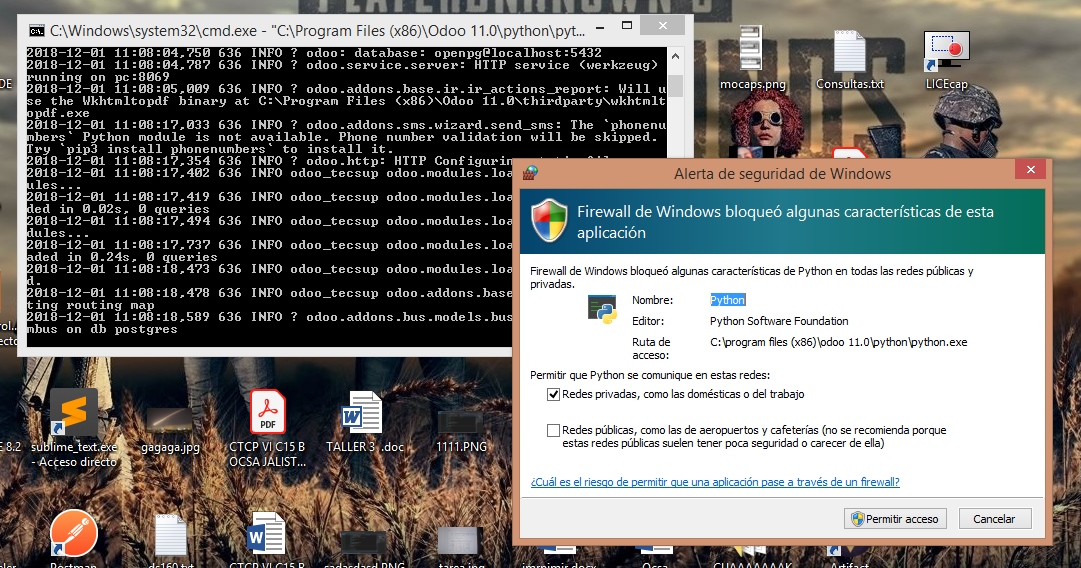 C:\Windows\system32\cmd.exe - "C:\Program Files (x86)\Odoo 11.0\python\pyt...
2018-12-01 11:08:04,750 636 INFO ? odoo: database: openpg@localhost:5432
2018-12-01 11:08:04,787 636 INFO ? odoo.service.server: HTTP service (werkzeug)
running on pc:8069
2018-12-01 11:08:05,009 636 INFO ? odoo.addons.base.ir.ir_actions_report: Will u
se the Wkhtmltopdf binary at C:\Program Files (x86)\Odoo 11.0\thirdparty\wkhtmlt
opdf.exe
2018-12-01 11:08:17,033 636 INFO ? odoo.addons.sms.wizard.send_sms: The `phonenu
mbers` Python module is not available. Phone number validation will be skipped.
Try `pip3 install phonenumbers` to install it.
2018-12-01 11:08:17,354 636 INFO ? odoo.http: HTTP Configuring
2018-12-01 11:08:17,402 636 INFO odoo_tecsup odoo.modules.loa
ules...
2018-12-01 11:08:17,419 636 INFO odoo_tecsup odoo.modules.loa
ded in 0.02s, 0 queries
2018-12-01 11:08:17,494 636 INFO odoo_tecsup odoo.modules.loa
dules...
2018-12-01 11:08:17,737 636 INFO odoo_tecsup odoo.modules.loa
aded in 0.24s, 0 queries
2018-12-01 11:08:18,473 636 INFO odoo_tecsup odoo.modules.loa
d.
2018-12-01 11:08:18,478 636 INFO odoo_tecsup odoo.addons.base
ting routing map
2018-12-01 11:08:18,589 636 INFO ? odoo.addons.bus.models.bus
mbus on db postgres
mocaps.png
Consultas.txt
LICEcap
Alerta de seguridad de Windows
Firewall de Windows bloqueó algunas características de esta
aplicación
Firewall de Windows bloqueó algunas características de Python en todas las redes públicas y
privadas.
Nombre: Python
Editor: Python Software Foundation
Ruta de
acceso: C:\program files (x86)\odoo 11.0\python\python.exe
Permitir que Python se comunique en estas redes:
Redes privadas, como las domésticas o del trabajo
Redes públicas, como las de aeropuertos y cafeterías (no se recomienda porque
estas redes públicas suelen tener poca seguridad o carecer de ella)
¿Cuál es el riesgo de permitir que una aplicación pase a través de un firewall?
Permitir acceso
Cancelar
DE
rol...
ecto
E 8.2
sublime_text.exe
- Acceso directo
gagaga.jpg
PDF
CTCP VI C15 B
OCSA JALIST...
TALLER 3 .doc
1111.PNG
Postman
ds160.txt
CTCP VI C15 B
sadasdasd.PNG
tarea.jpg
imrpimir.docx
Ocsa
Artifact